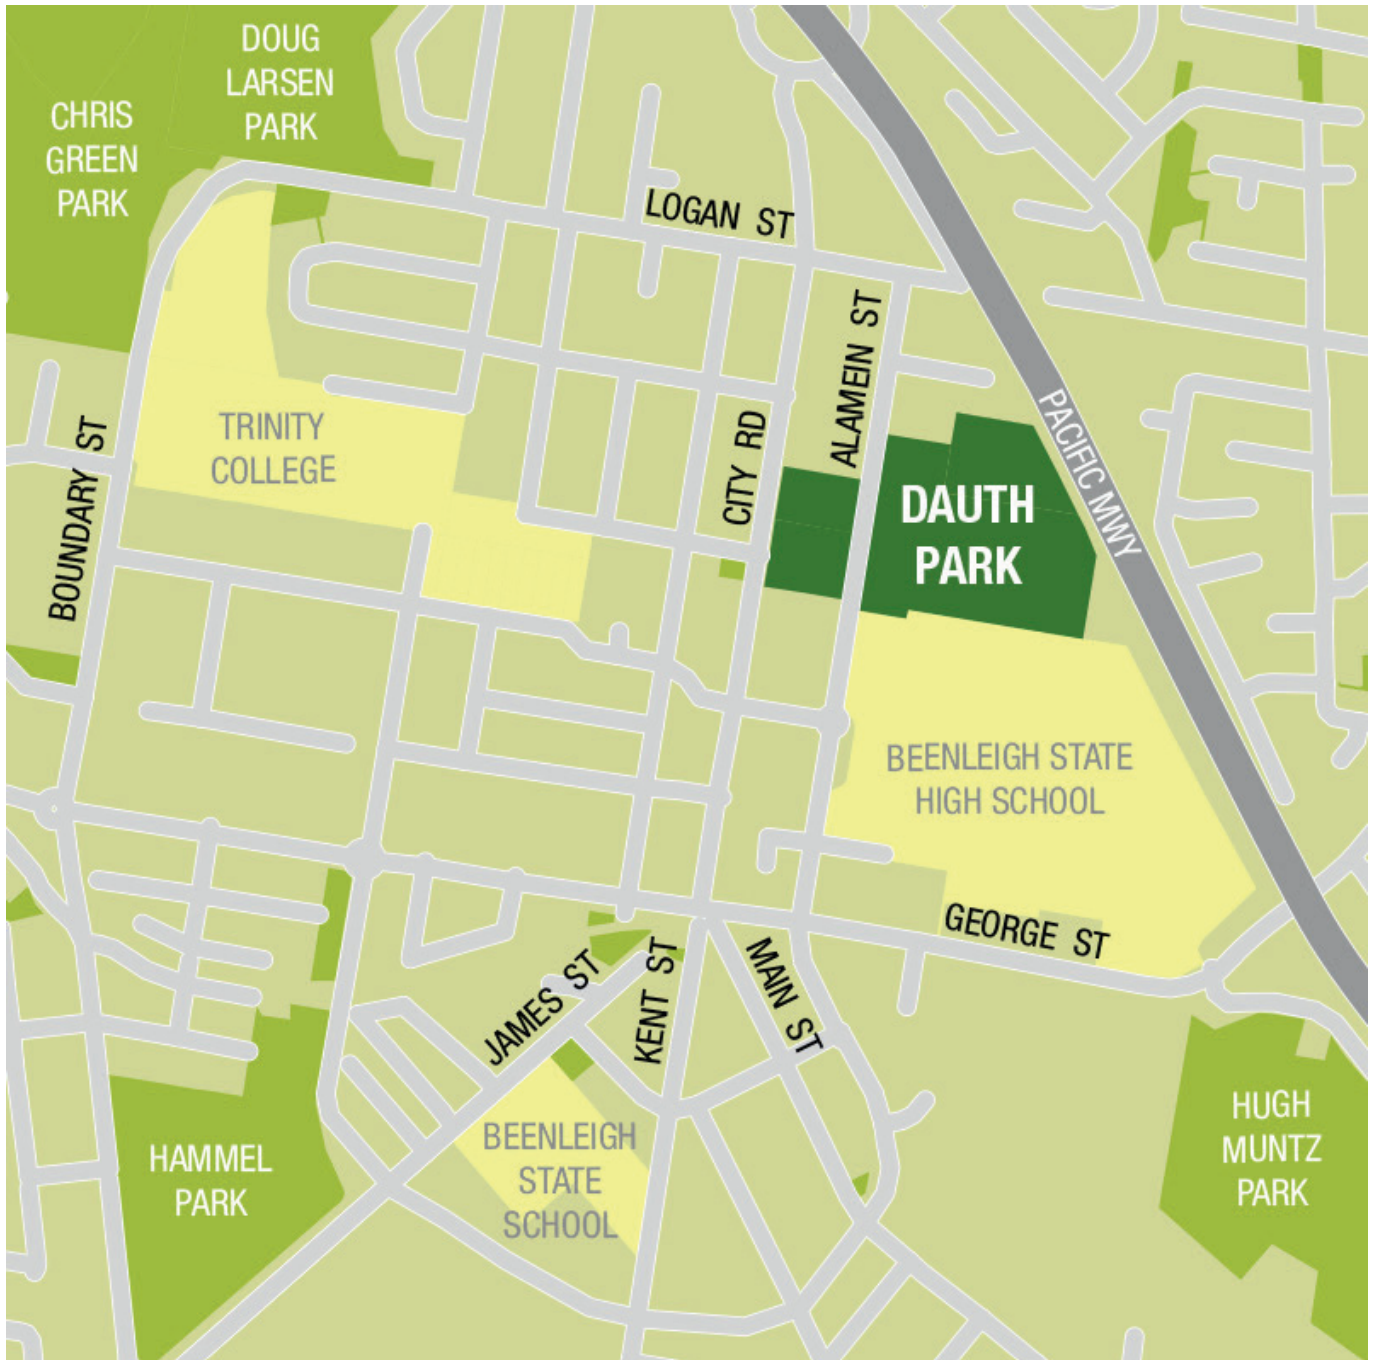 DOUG
LARSEN
PARK
CHRIS
GREEN
PARK
LOGAN ST
ALAMEIN ST
PACIFIC MWY
TRINITY
COLLEGE
CITY RD
BOUNDARY ST
DAUTH
PARK
BEENLEIGH STATE
HIGH SCHOOL
GEORGE ST
JAMES ST
KENT ST
MAIN ST
HUGH
MUNTZ
PARK
BEENLEIGH
STATE
SCHOOL
HAMMEL
PARK